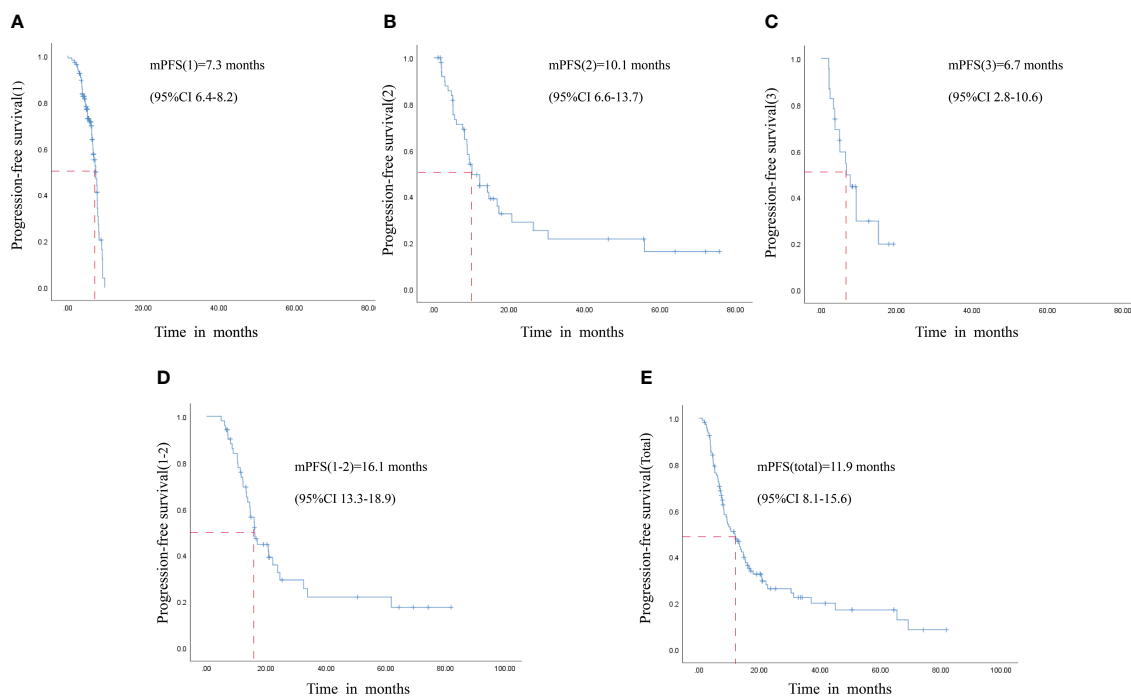 A
mPFS(1)=7.3 months
(95%CI 6.4-8.2)
Progression-free survival(1)
1.0
0.8
0.6
0.4
0.2
0.0
.00 20.00 40.00 60.00 80.00
Time in months
B
mPFS(2)=10.1 months
(95%CI 6.6-13.7)
Progression-free survival(2)
1.0
0.8
0.6
0.4
0.2
0.0
.00 20.00 40.00 60.00 80.00
Time in months
C
mPFS(3)=6.7 months
(95%CI 2.8-10.6)
Progression-free survival(3)
1.0
0.8
0.6
0.4
0.2
0.0
.00 20.00 40.00 60.00 80.00
Time in months
D
mPFS(1-2)=16.1 months
(95%CI 13.3-18.9)
Progression-free survival(1-2)
1.0
0.8
0.6
0.4
0.2
0.0
.00 20.00 40.00 60.00 80.00 100.00
Time in months
E
mPFS(total)=11.9 months
(95%CI 8.1-15.6)
Progression-free survival(Total)
1.0
0.8
0.6
0.4
0.2
0.0
.00 20.00 40.00 60.00 80.00 100.00
Time in months